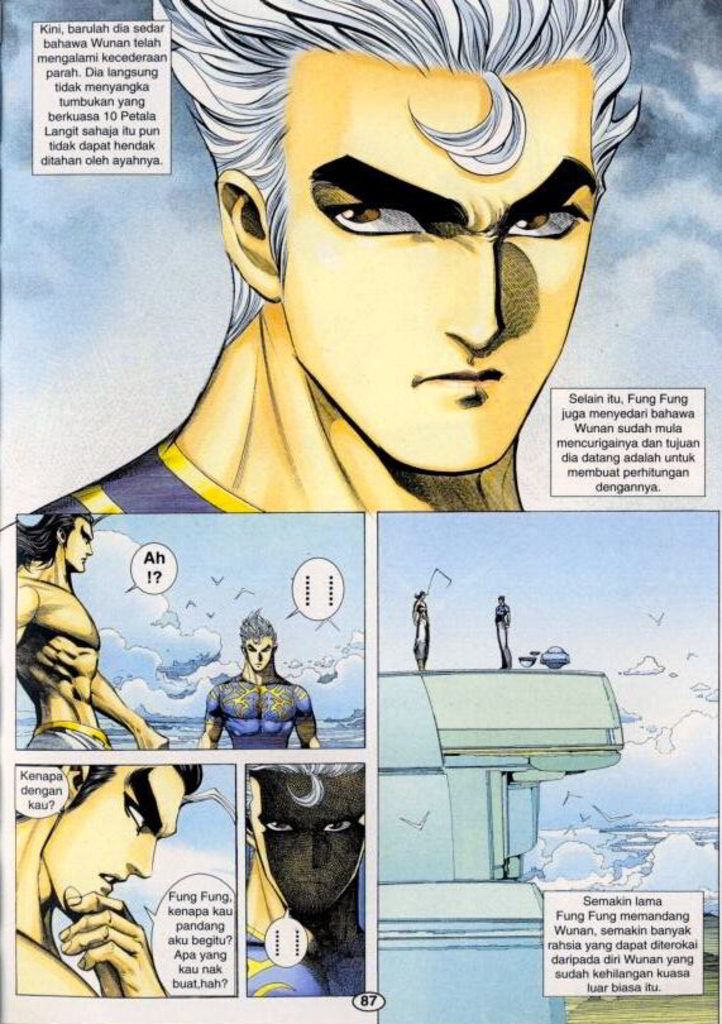 Kini, barulah dia sedar
bahawa Wunan telah
mengalami kecederaan
parah. Dia langsung
tidak menyangka
tumbukan yang
berkuasa 10 Petala
Langit sahaja itu pun
tidak dapat hendak
ditahan oleh ayahnya.
Selain itu, Fung Fung
juga menyedari bahawa
Wunan sudah mula
mencurigainya dan tujuan
dia datang adalah untuk
membuat perhitungan
dengannya.
Ah
!?
Kenapa
dengan
kau?
Fung Fung,
kenapa kau
pandang
aku begitu?
Apa yang
kau nak
buat,hah?
Semakin lama
Fung Fung memandang
Wunan, semakin banyak
rahsia yang dapat diterokai
daripada diri Wunan yang
sudah kehilangan kuasa
luar biasa itu.
87